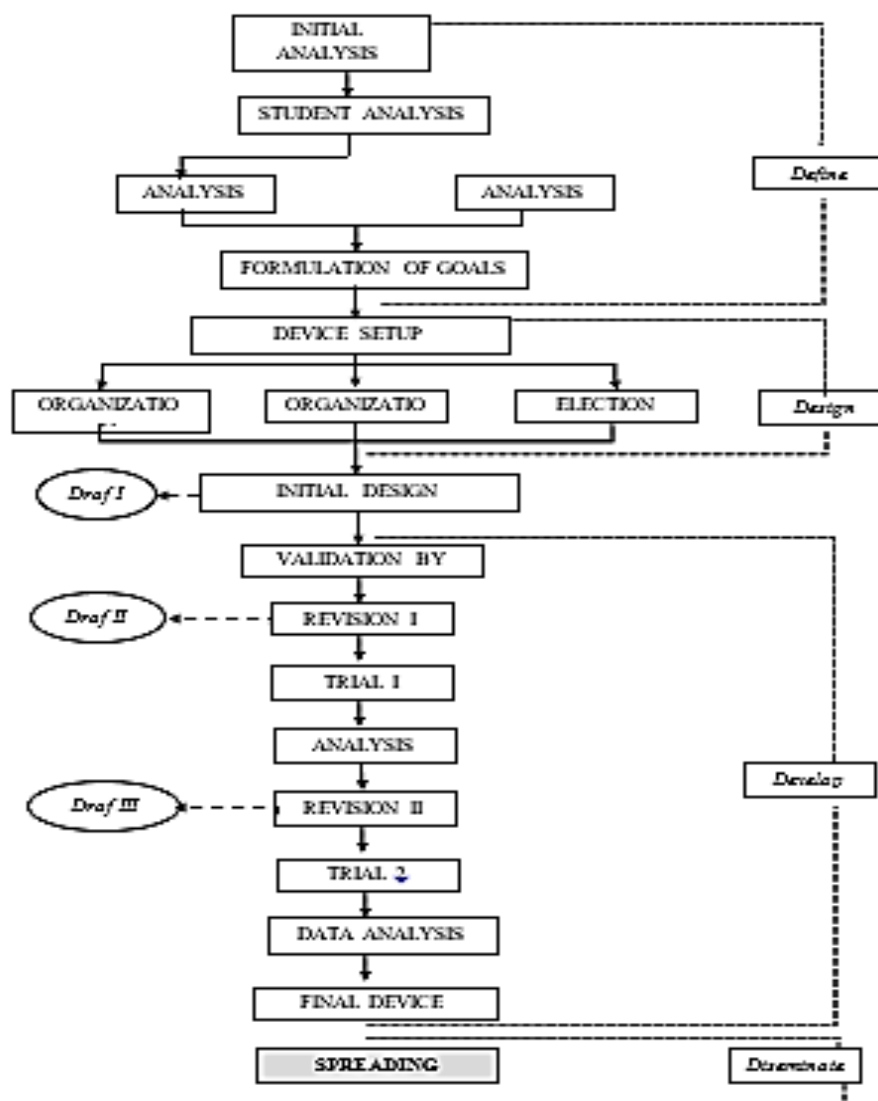 INITIAL
ANALYSIS
STUDENT ANALYSIS
Define
ANALYSIS
ANALYSIS
FORMULATION OF GOALS
DEVICE SETUP
ORGANIZATIO
ORGANIZATIO
ELECTION
Design
Draf I
INITIAL DESIGN
VALIDATION BY
Draf II
REVISION I
TRIAL I
ANALYSIS
Develop
Draf III
REVISION II
TRIAL 2
DATA ANALYSIS
FINAL DEVICE
SPREADING
Diseminate